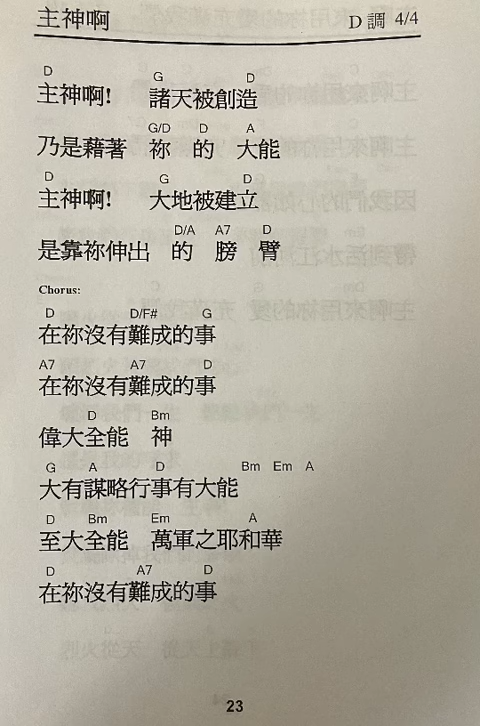 主神啊
D 調 4/4
D G D
主神啊! 諸天被創造
G/D D A
乃是藉著 祢 的 大能
D G D
主神啊! 大地被建立
D/A A7 D
是靠祢伸出 的 膀 臂
Chorus:
D D/F# G
在祢沒有難成的事
A7 A7 D
在祢沒有難成的事
D Bm
偉大全能 神
G A D Bm Em A
大有謀略行事有大能
D Bm Em A
至大全能 萬軍之耶和華
D A7 D
在祢沒有難成的事
23